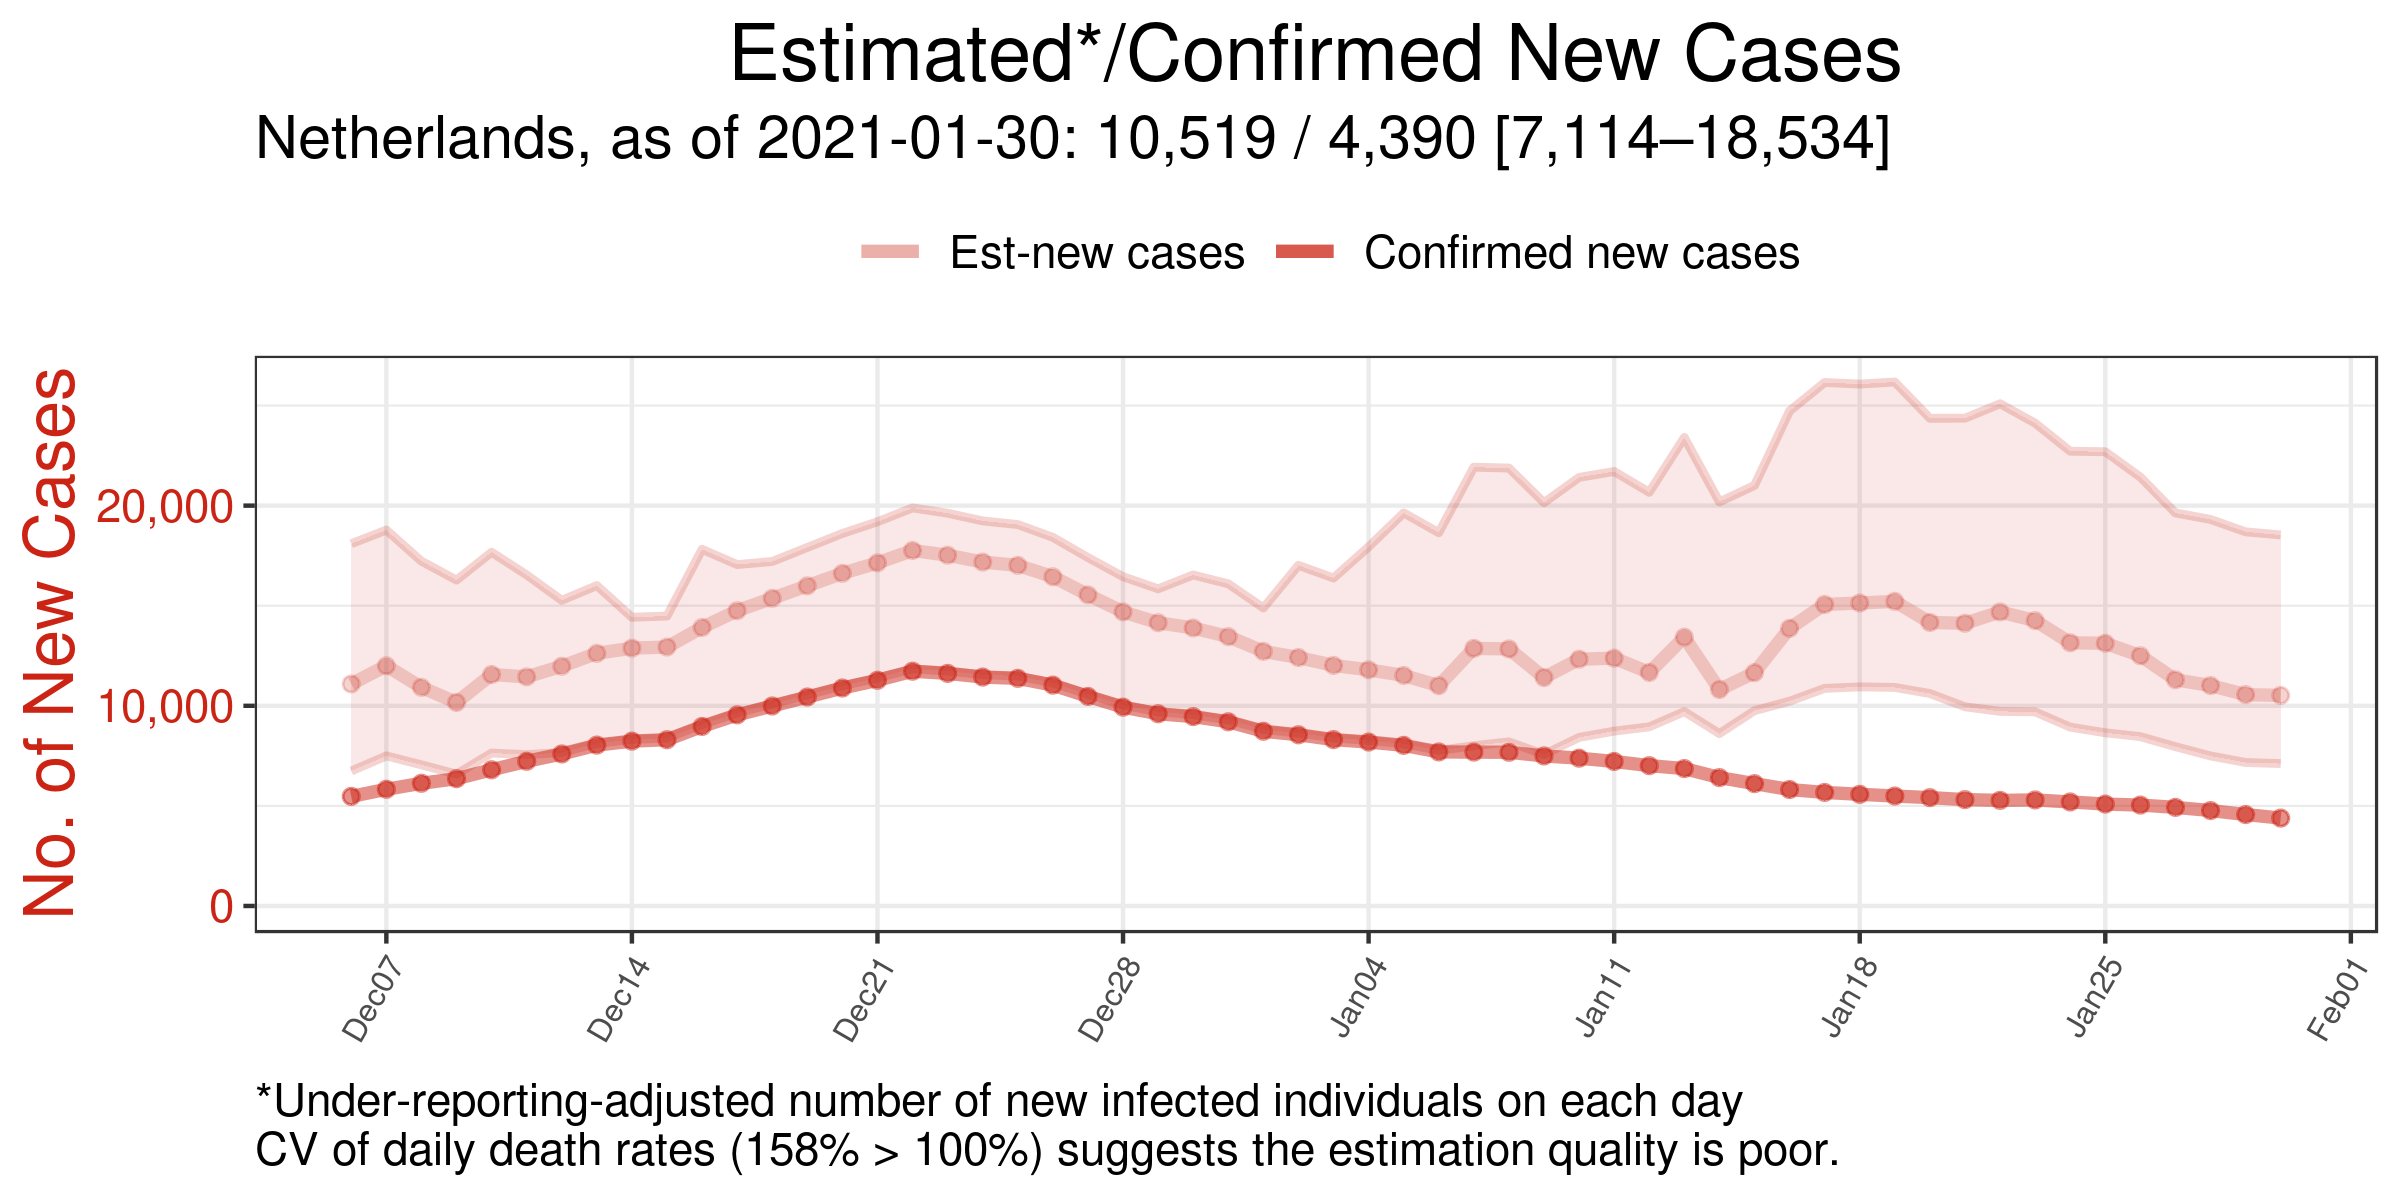 Estimated*/Confirmed New Cases
Netherlands, as of 2021-01-30: 10,519 / 4,390 [7,114–18,534]
Est-new cases
Confirmed new cases
No. of New Cases
20,000
10,000
0
Dec07
Dec14
Dec21
Dec28
Jan04
Jan11
Jan18
Jan25
Feb01
*Under-reporting-adjusted number of new infected individuals on each day
CV of daily death rates (158% > 100%) suggests the estimation quality is poor.